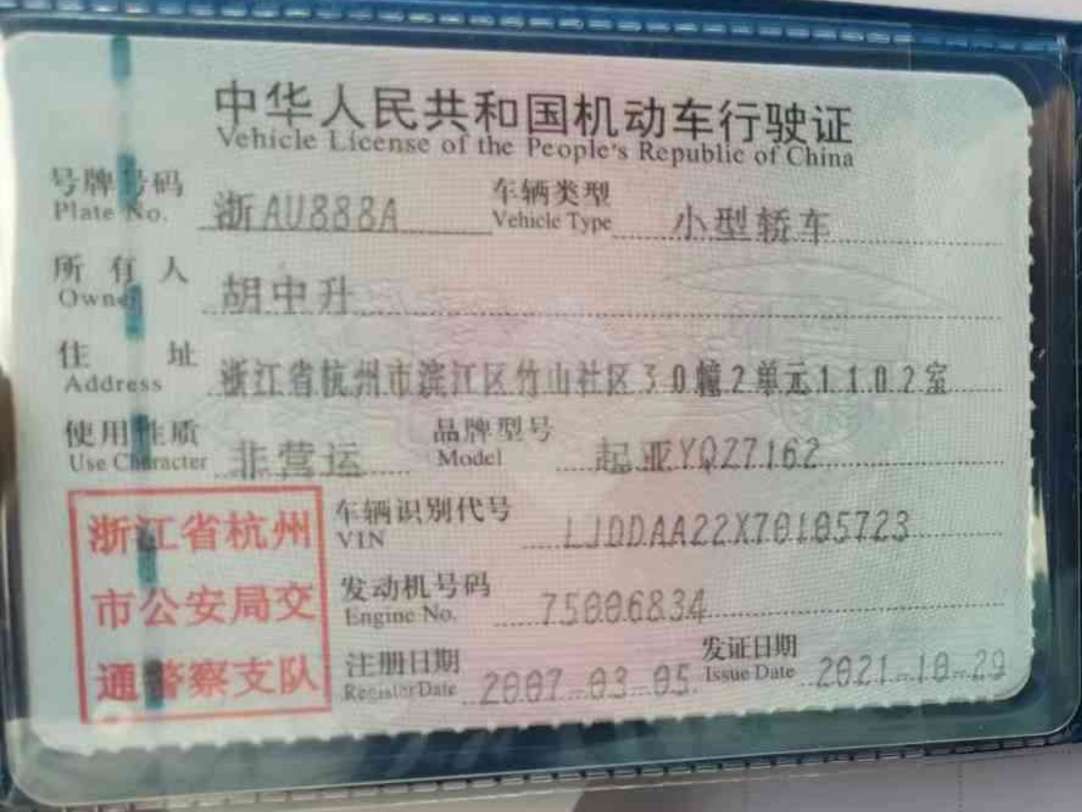 中华人民共和国机动车行驶证
Vehicle License of the People's Republic of China
号牌号码 浙AU888A 车辆类型 小型轿车
Plate No. Vehicle Type
所有人 胡中升
Owner
住址 浙江省杭州市滨江区竹山社区30幢2单元1102室
Address
使用性质 非营运 品牌型号 起亚YQZ7162
Use Character Model
浙江省杭州
市公安局交
通警察支队
车辆识别代号 LJDDAA22X70105723
VIN
发动机号码 75006834
Engine No.
注册日期 2007-03-05 发证日期 2021-10-29
Register Date Issue Date